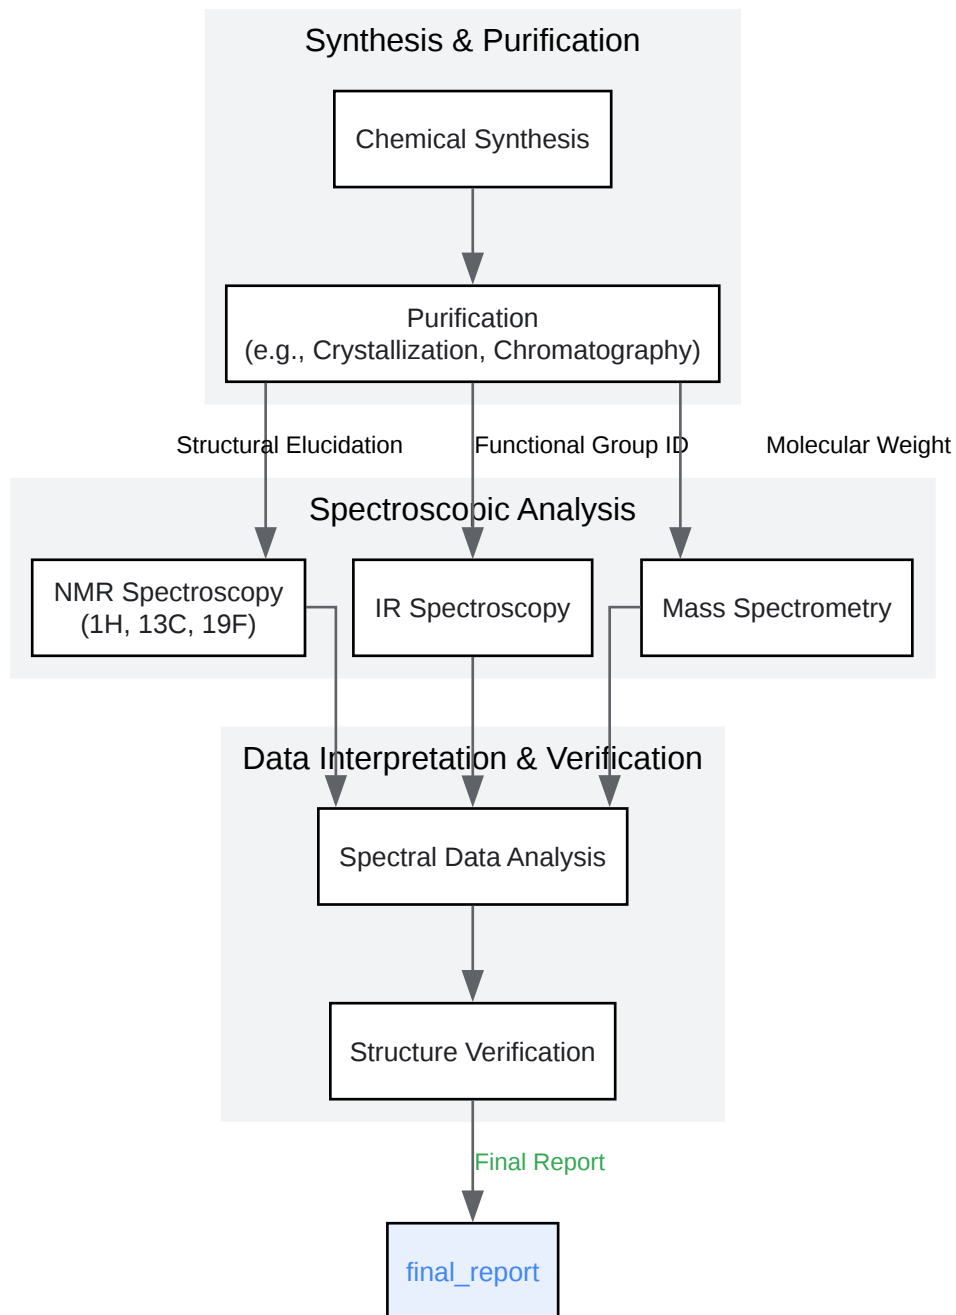 Synthesis & Purification
Chemical Synthesis
Purification
(e.g., Crystallization, Chromatography)
Structural Elucidation
Functional Group ID
Molecular Weight
Spectroscopic Analysis
NMR Spectroscopy
(1H, 13C, 19F)
IR Spectroscopy
Mass Spectrometry
Data Interpretation & Verification
Spectral Data Analysis
Structure Verification
Final Report
final_report